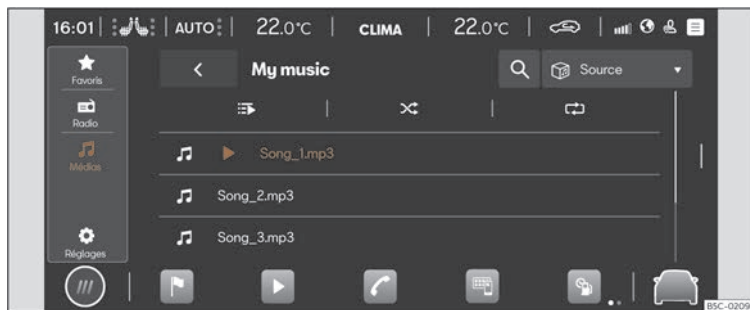 16:01 AUTO 22.0°C CLIMA 22.0°C
Favoris
Radio
Médias
Réglages
My music
Source
Song_1.mp3
Song_2.mp3
Song_3.mp3
B5C-0209